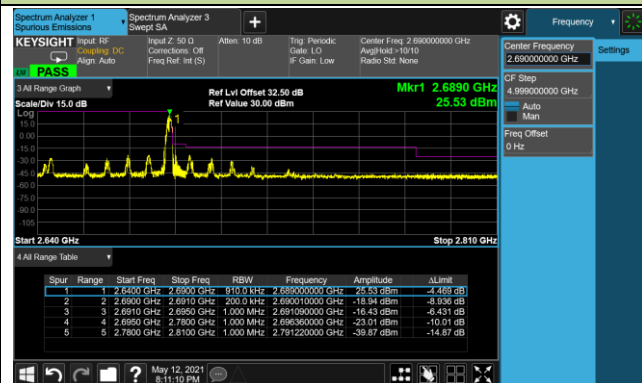 Spectrum Analyzer 1
Spurious Emissions
Spectrum Analyzer 3
Swept SA
Frequency
KEYSIGHT
Input: RF
Coupling: DC
Align: Auto
Input Z: 50 Ω
Corrections: Off
Freq Ref: Int (S)
Atten: 10 dB
Trig: Periodic
Gate: LO
IF Gain: Low
Center Freq: 2.690000000 GHz
Avg|Hold:>10/10
Radio Std: None
PASS
Center Frequency
2.690000000 GHz
Settings
CF Step
4.999000000 GHz
Auto
Man
Freq Offset
0 Hz
3 All Range Graph
Ref Lvl Offset 32.50 dB
Mkr1 2.6890 GHz
Scale/Div 15.0 dB
Ref Value 30.00 dBm
25.53 dBm
Log
15.0
0.00
-15.0
-30.0
-45.0
-60.0
-75.0
-90.0
-105
1
Start 2.640 GHz
Stop 2.810 GHz
4 All Range Table
Spur Range Start Freq Stop Freq RBW Frequency Amplitude ΔLimit
1 1 2.6400 GHz 2.6900 GHz 910.0 kHz 2.689000000 GHz 25.53 dBm -4.469 dB
2 2 2.6900 GHz 2.6910 GHz 200.0 kHz 2.690010000 GHz -18.94 dBm -8.936 dB
3 3 2.6910 GHz 2.6950 GHz 1.000 MHz 2.691090000 GHz -16.43 dBm -6.431 dB
4 4 2.6950 GHz 2.7800 GHz 1.000 MHz 2.696360000 GHz -23.01 dBm -10.01 dB
5 5 2.7800 GHz 2.8100 GHz 1.000 MHz 2.791220000 GHz -39.87 dBm -14.87 dB
May 12, 2021
8:11:10 PM